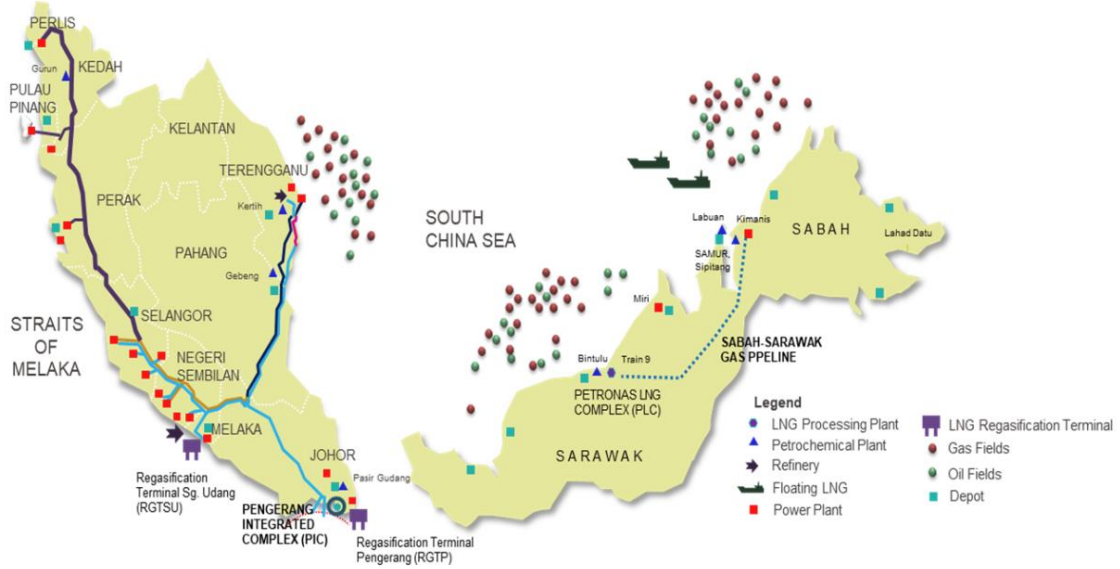 PERLIS
KEDAH
Gurun
PULAU
PINANG
KELANTAN
TERENGGANU
PERAK
Kertih
PAHANG
Gebeng
SELANGOR
STRAITS
OF
MELAKA
NEGERI
SEMBILAN
MELAKA
JOHOR
Pasir Gudang
Regasification
Terminal Sg. Udang
(RGTSU)
PENGERANG
INTEGRATED
COMPLEX (PIC)
Regasification Terminal
Pengerang (RGTP)
SOUTH
CHINA SEA
Labuan
Kimanis
SABAH
Lahad Datu
SAMUR,
Sipitang
Miri
SABAH-SARAWAK
GAS PPELINE
Bintulu
Train 9
PETRONAS LNG
COMPLEX (PLC)
SARAWAK
Legend
LNG Processing Plant
Petrochemical Plant
Refinery
Floating LNG
Power Plant
LNG Regasification Terminal
Gas Fields
Oil Fields
Depot